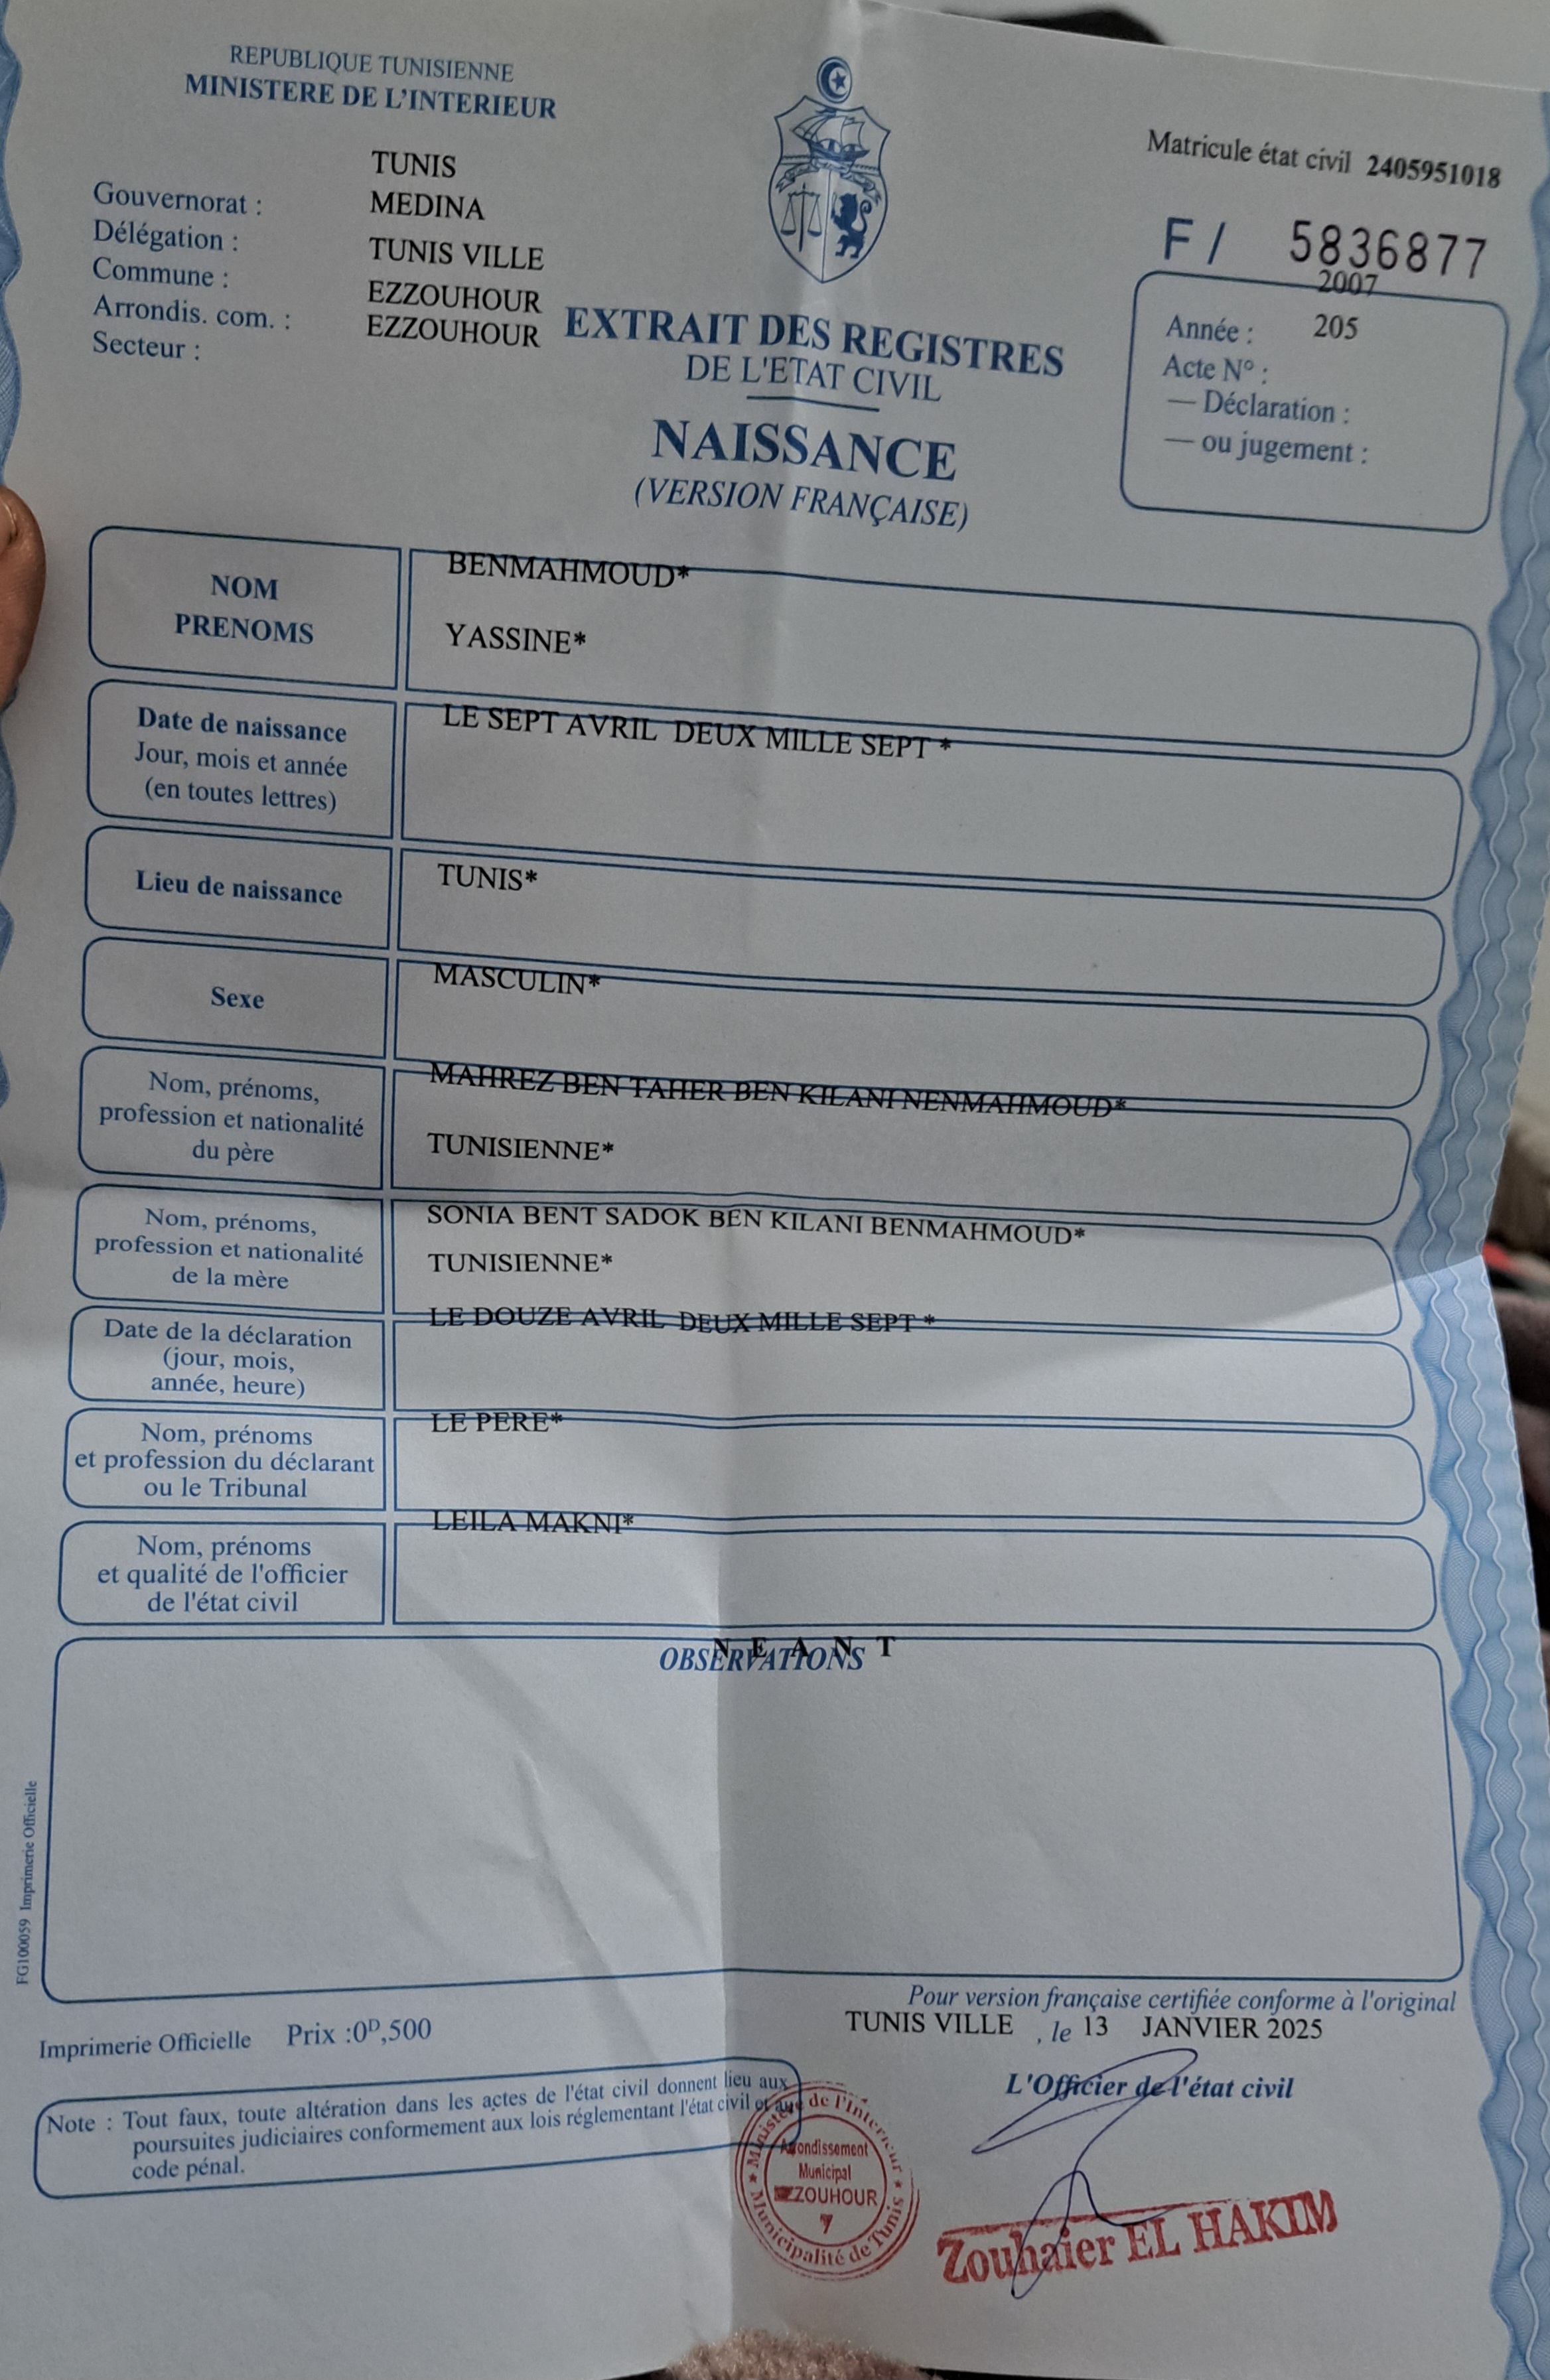 REPUBLIQUE TUNISIENNE
MINISTERE DE L'INTERIEUR
Matricule état civil 2405951018
F / 5836877
TUNIS
Gouvernorat : MEDINA
Délégation : TUNIS VILLE
Commune : EZZOUHOUR
Arrondis. com. : EZZOUHOUR
Secteur :
2007
Année : 205
Acte N° :
— Déclaration :
— ou jugement :
EXTRAIT DES REGISTRES
DE L'ETAT CIVIL
NAISSANCE
(VERSION FRANÇAISE)
NOM
PRENOMS
BENMAHMOUD*
YASSINE*
Date de naissance
Jour, mois et année
(en toutes lettres)
LE SEPT AVRIL DEUX MILLE SEPT *
Lieu de naissance
TUNIS*
Sexe
MASCULIN*
Nom, prénoms,
profession et nationalité
du père
MAHREZ BEN TAHER BEN KILANI NENMAHMOUD*
TUNISIENNE*
Nom, prénoms,
profession et nationalité
de la mère
SONIA BENT SADOK BEN KILANI BENMAHMOUD*
TUNISIENNE*
Date de la déclaration
(jour, mois,
année, heure)
LE DOUZE AVRIL DEUX MILLE SEPT *
Nom, prénoms
et profession du déclarant
ou le Tribunal
LE PERE*
Nom, prénoms
et qualité de l'officier
de l'état civil
LEILA MAKNI*
N E A N T
OBSERVATIONS
FG100059 Imprimerie Officielle
Pour version française certifiée conforme à l'original
TUNIS VILLE , le 13 JANVIER 2025
L'Officier de l'état civil
Imprimerie Officielle Prix :0ᴰ,500
Note : Tout faux, toute altération dans les actes de l'état civil donnent lieu aux
poursuites judiciaires conformement aux lois réglementant l'état civil et au
code pénal.
Ministère de l'Intérieur
Arrondissement
Municipal
EZZOUHOUR
Municipalité de Tunis
Zouhaier EL HAKIM